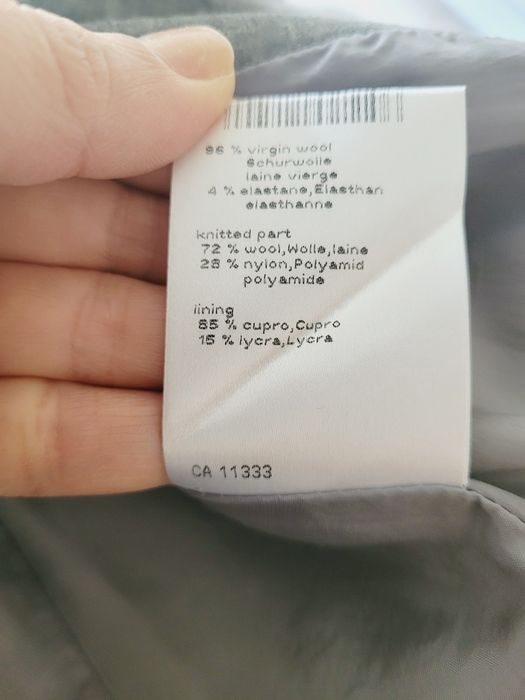 96 % virgin wool
Schurwolle
laine vierge
4 % elastane,Elasthan
elasthanne
knitted part
72 % wool,Wolle,laine
28 % nylon,Polyamid
polyamide
lining
85 % cupro,Cupro
15 % lycra,Lycra
CA 11333